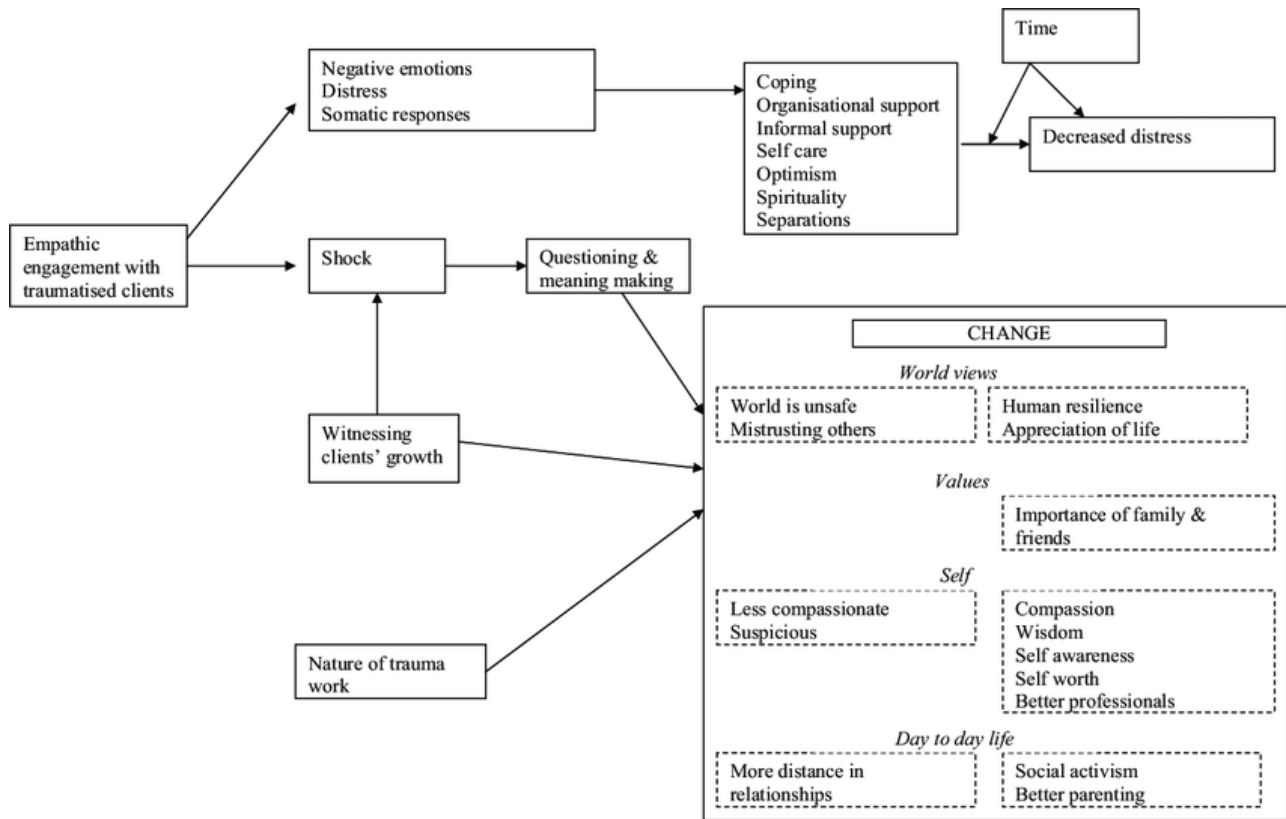 Time
Negative emotions
Distress
Somatic responses
Coping
Organisational support
Informal support
Self care
Optimism
Spirituality
Separations
Decreased distress
Empathic
engagement with
traumatised clients
Shock
Questioning &
meaning making
Witnessing
clients’ growth
Nature of trauma
work
CHANGE
World views
World is unsafe
Mistrusting others
Human resilience
Appreciation of life
Values
Importance of family &
friends
Self
Less compassionate
Suspicious
Compassion
Wisdom
Self awareness
Self worth
Better professionals
Day to day life
More distance in
relationships
Social activism
Better parenting